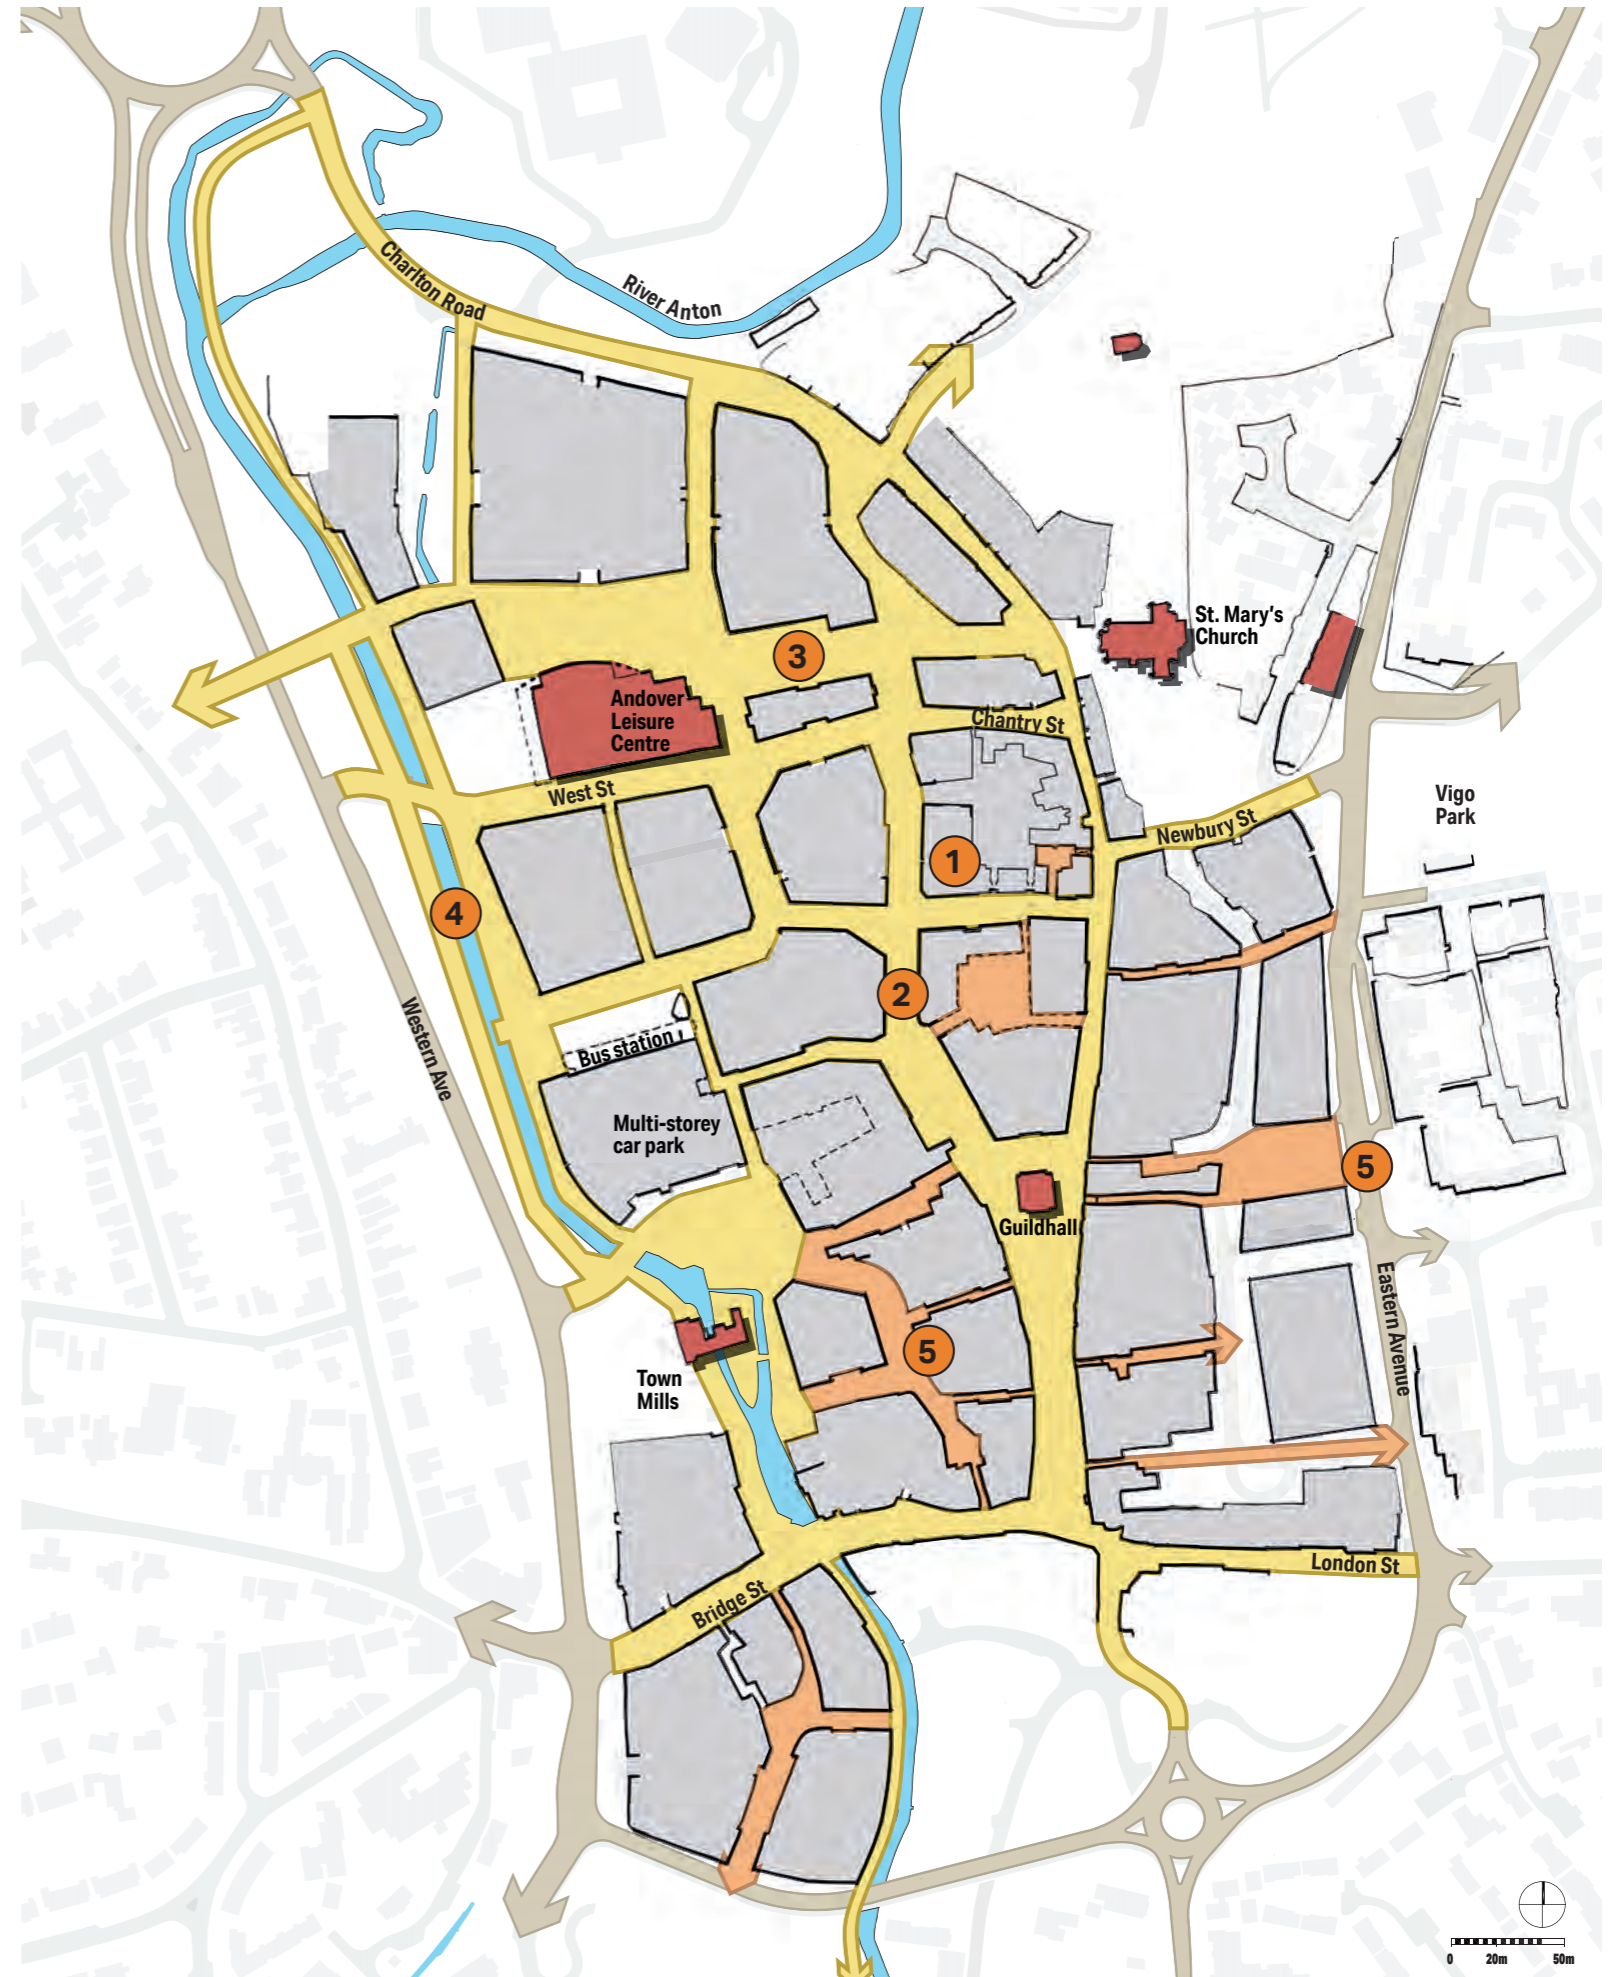 Charlton Road
River Anton
St. Mary's
Church
3
Andover
Leisure
Centre
Chantry St
West St
Vigo
Park
Newbury St
1
4
2
Western Ave
Bus station
Multi-storey
car park
5
Guildhall
Eastern Avenue
5
Town
Mills
London St
Bridge St
0 20m 50m